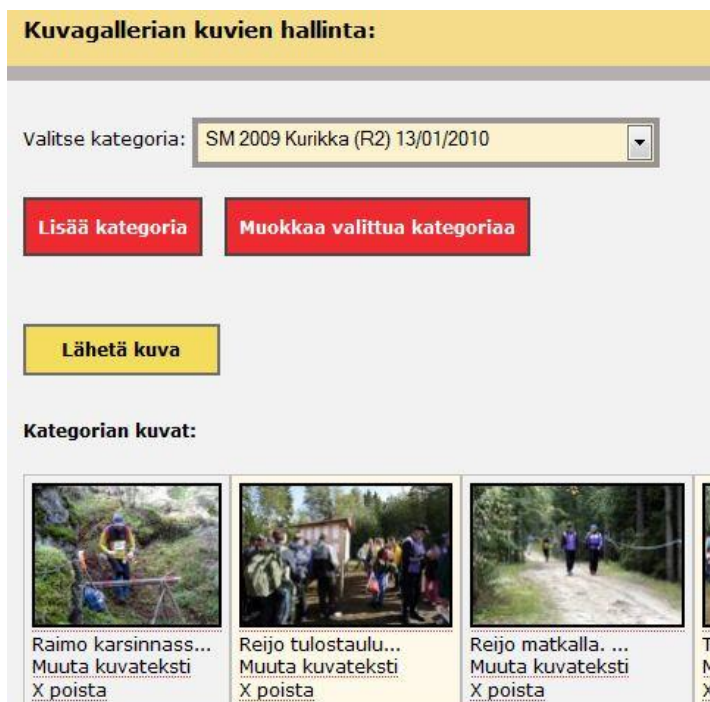 Kuvagallerian kuvien hallinta:
Valitse kategoria: SM 2009 Kurikka (R2) 13/01/2010
Lisää kategoria Muokkaa valittua kategoriaa
Lähetä kuva
Kategorian kuvat:
Raimo karsinnass... Reijo tulostaulu... Reijo matkalla. ... T
Muuta kuvateksti Muuta kuvateksti Muuta kuvateksti M
X poista X poista X poista X